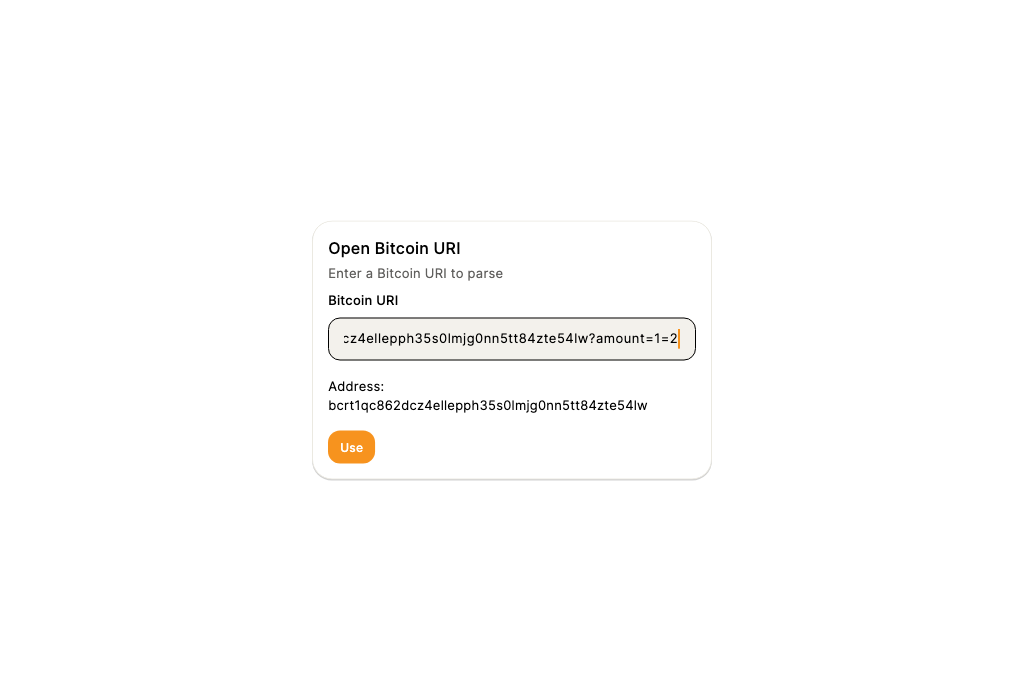 Open Bitcoin URI
Enter a Bitcoin URI to parse
Bitcoin URI
cz4ellepph35s0lmjg0nn5tt84zte54lw?amount=1=2
Address:
bcrt1qc862dcz4ellepph35s0lmjg0nn5tt84zte54lw
Use